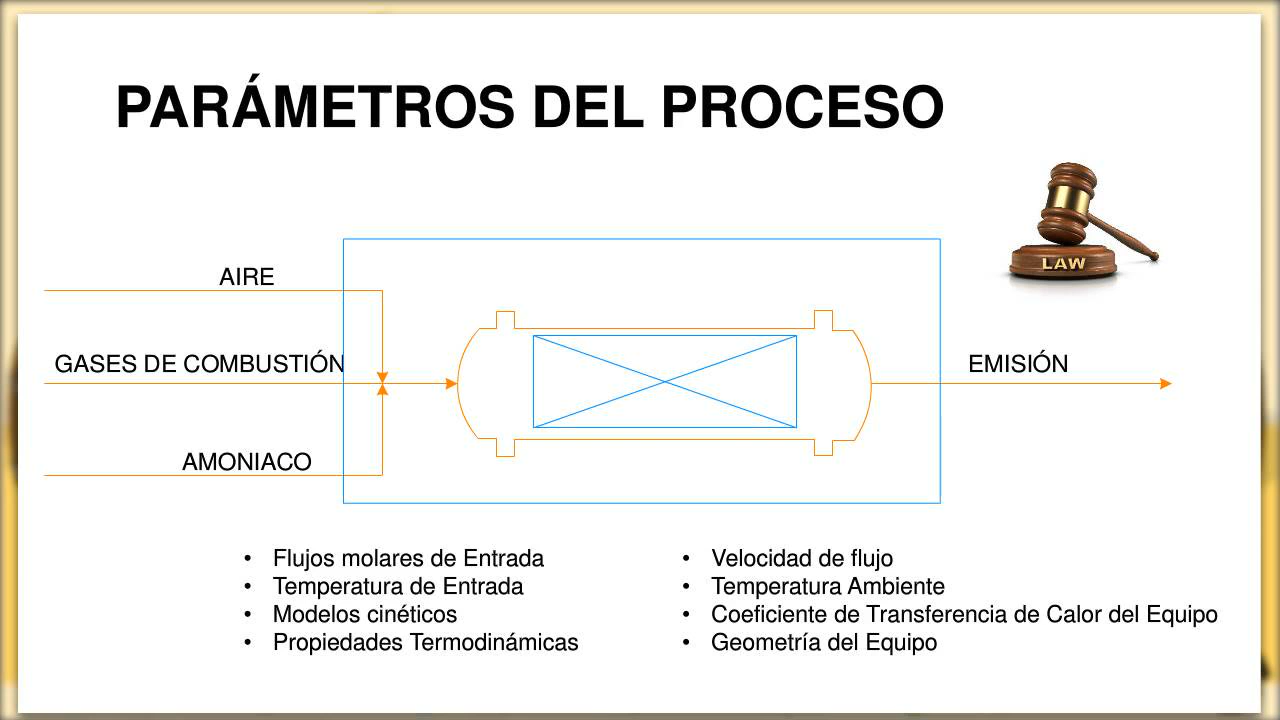 PARÁMETROS DEL PROCESO
LAW
AIRE
GASES DE COMBUSTIÓN
EMISIÓN
AMONIACO
• Flujos molares de Entrada
• Temperatura de Entrada
• Modelos cinéticos
• Propiedades Termodinámicas
• Velocidad de flujo
• Temperatura Ambiente
• Coeficiente de Transferencia de Calor del Equipo
• Geometría del Equipo